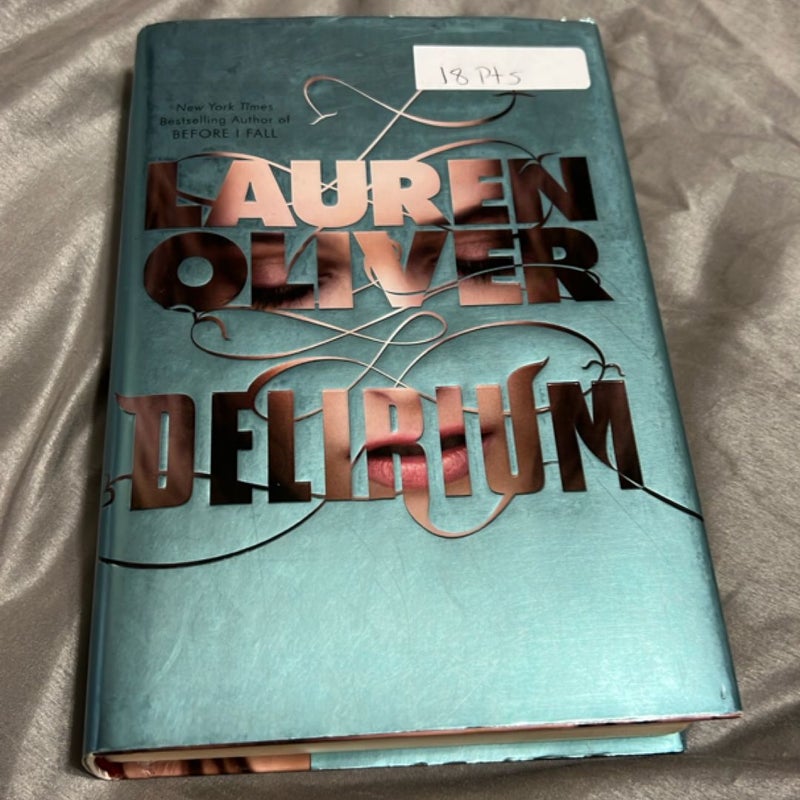 18 Pts
New York Times
Bestselling Author of
BEFORE I FALL
LAUREN
OLIVER
DELIRIUM